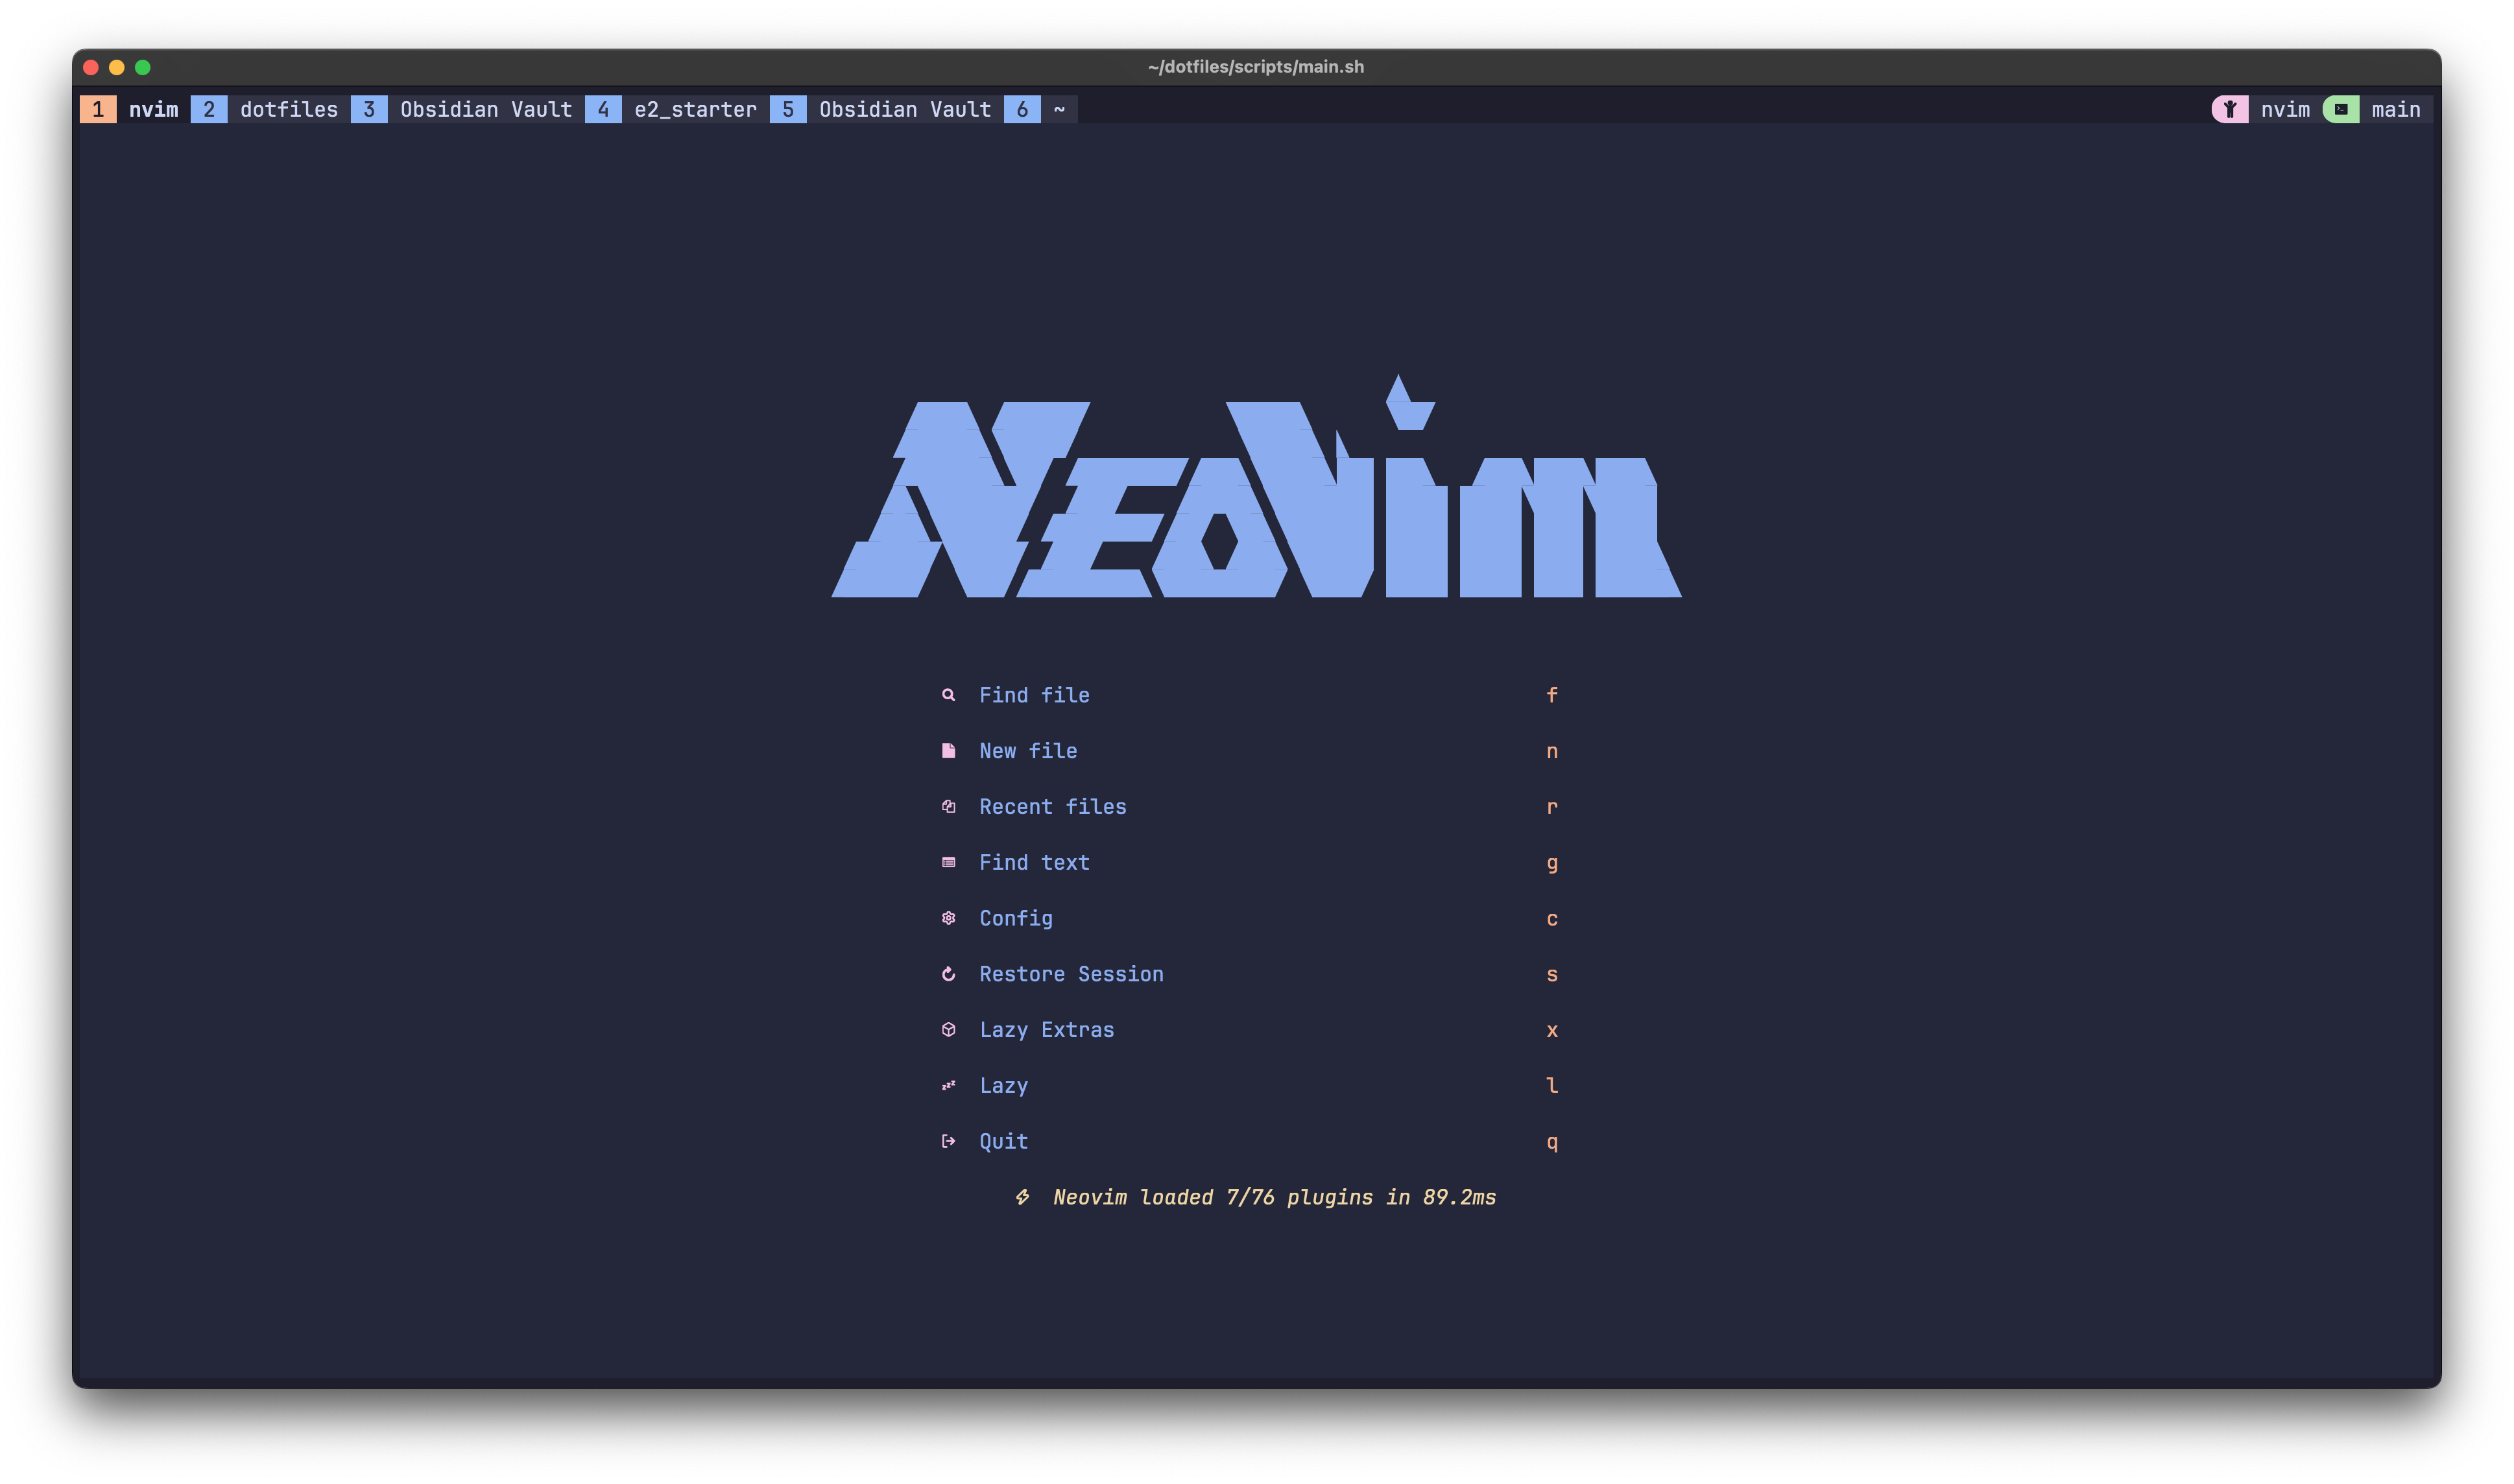 ~/dotfiles/scripts/main.sh
1 nvim 2 dotfiles 3 Obsidian Vault 4 e2_starter 5 Obsidian Vault 6 ~ nvim main
NEOVim
Find file f
New file n
Recent files r
Find text g
Config c
Restore Session s
Lazy Extras x
Lazy l
Quit q
Neovim loaded 7/76 plugins in 89.2ms